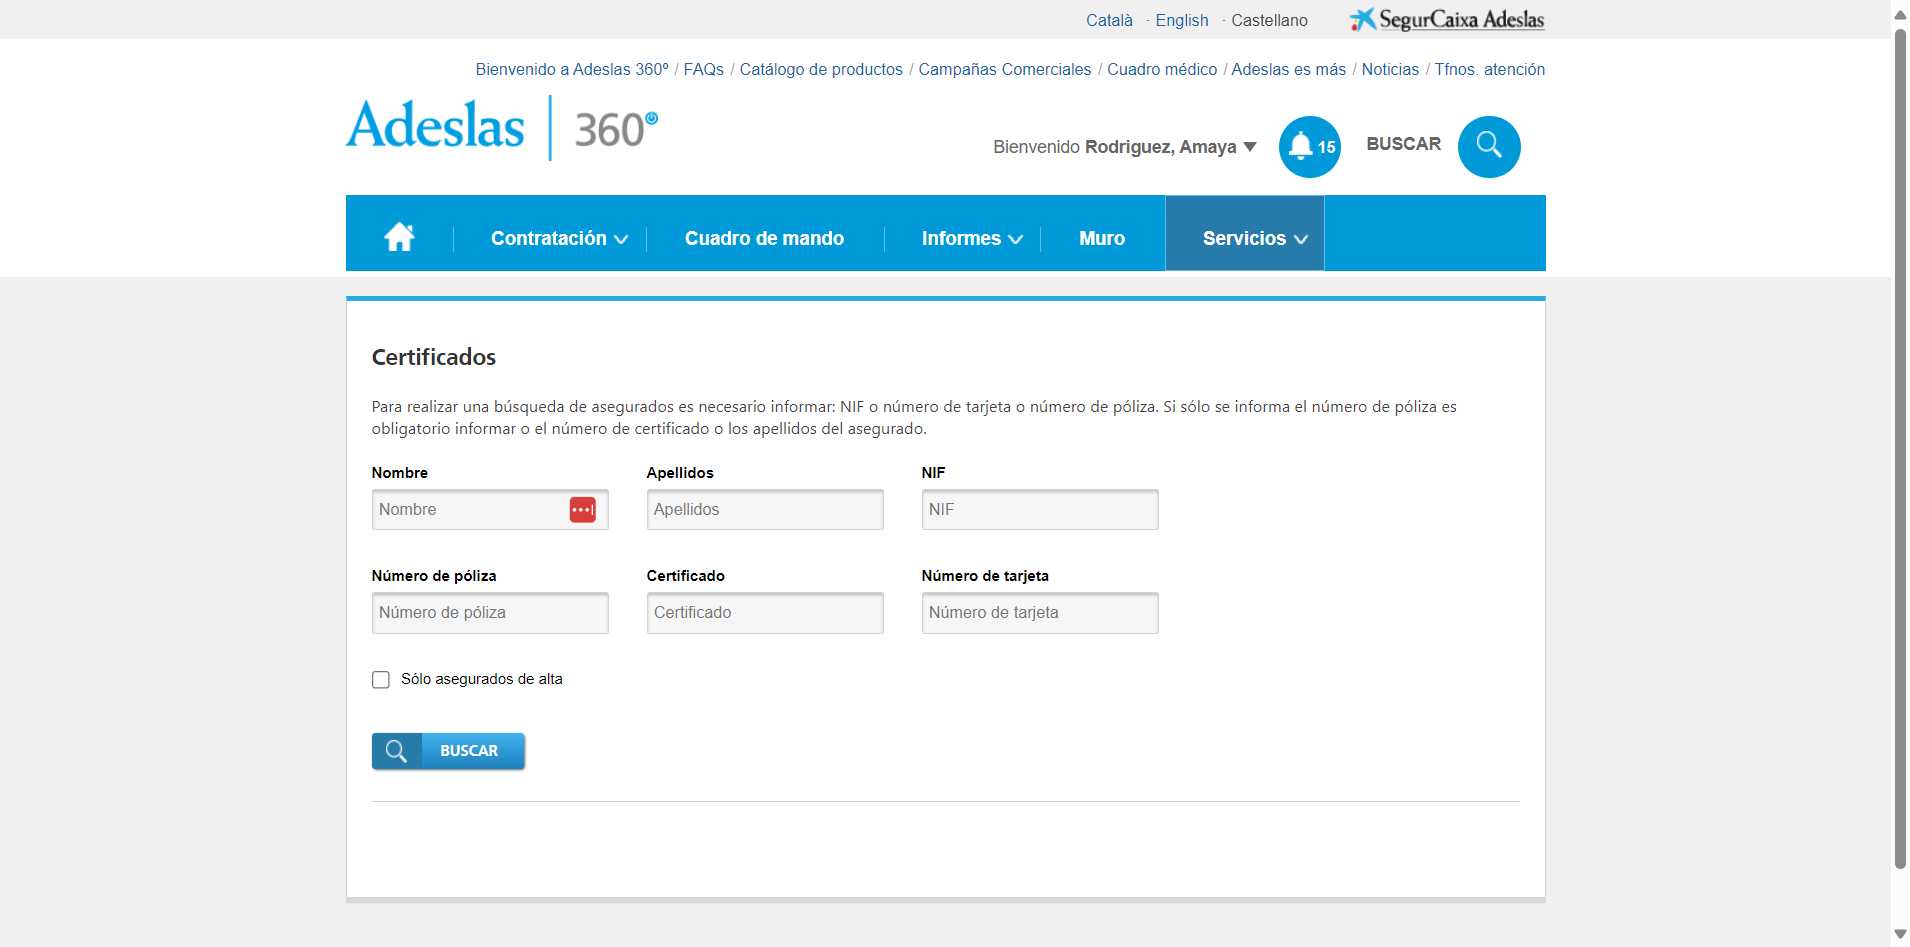 Català · English · Castellano SegurCaixa Adeslas
Bienvenido a Adeslas 360º / FAQs / Catálogo de productos / Campañas Comerciales / Cuadro médico / Adeslas es más / Noticias / Tfnos. atención
Adeslas 360º
Bienvenido Rodriguez, Amaya 15 BUSCAR
Contratación Cuadro de mando Informes Muro Servicios
Certificados
Para realizar una búsqueda de asegurados es necesario informar: NIF o número de tarjeta o número de póliza. Si sólo se informa el número de póliza es
obligatorio informar o el número de certificado o los apellidos del asegurado.
Nombre Apellidos NIF
Nombre Apellidos NIF
Número de póliza Certificado Número de tarjeta
Número de póliza Certificado Número de tarjeta
Sólo asegurados de alta
BUSCAR